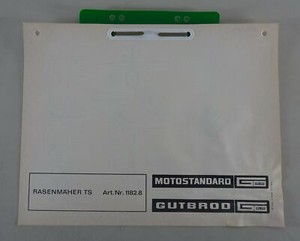 RASENMÄHER TS Art. Nr. 1182.8
MOTOSTANDARD
GUTBROD